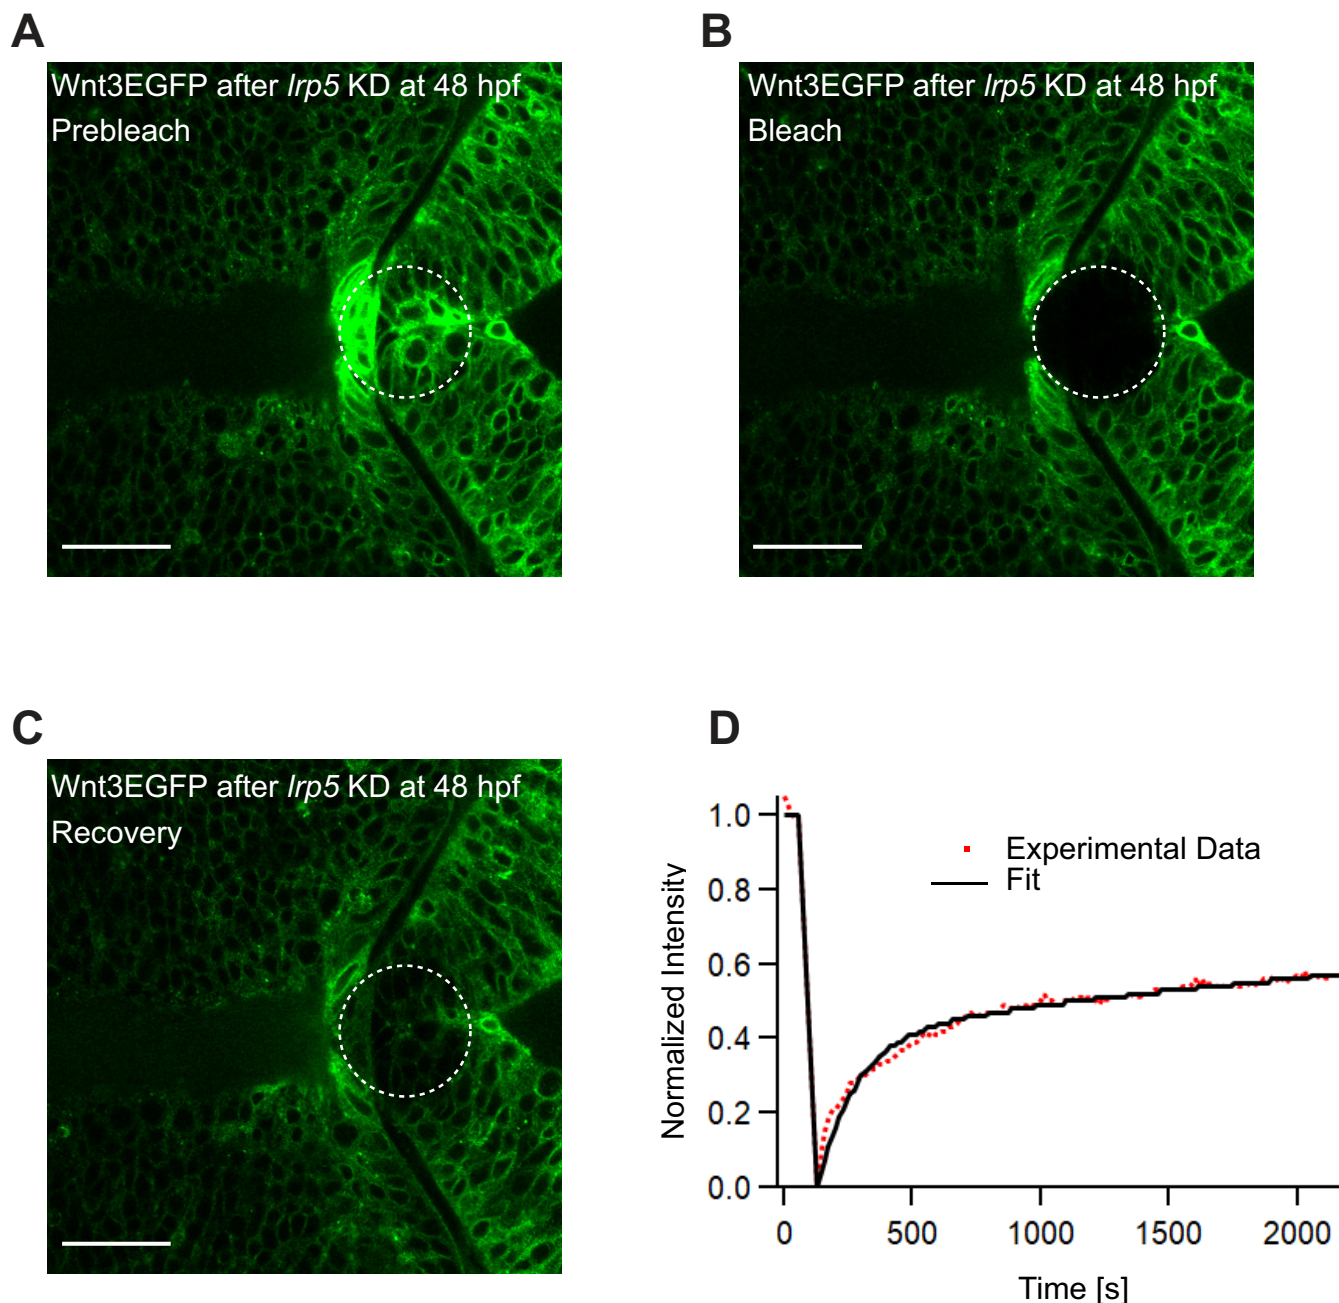 A
Wnt3EGFP after lrp5 KD at 48 hpf
Prebleach
B
Wnt3EGFP after lrp5 KD at 48 hpf
Bleach
C
Wnt3EGFP after lrp5 KD at 48 hpf
Recovery
D
1.0
0.8
0.6
0.4
0.2
0.0
Normalized Intensity
Experimental Data
Fit
0 500 1000 1500 2000
Time [s]